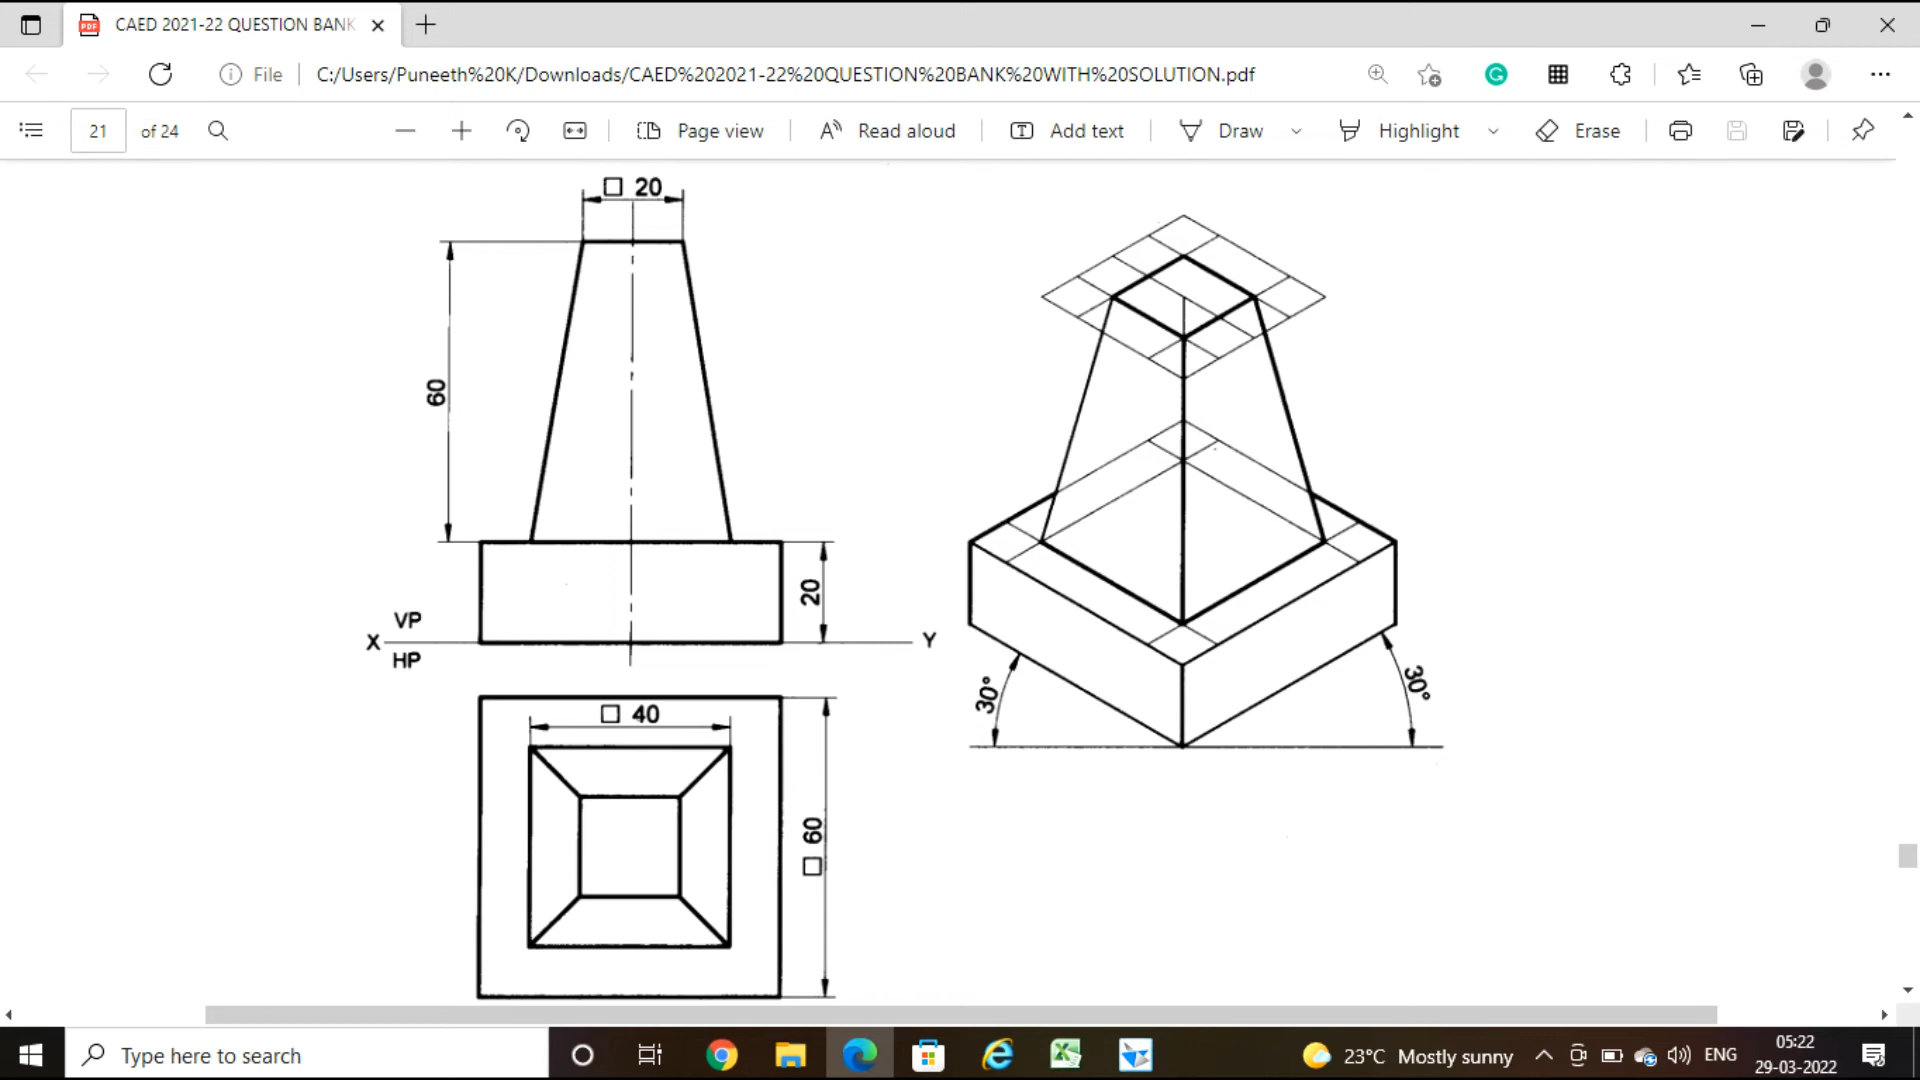 CAED 2021-22 QUESTION BANK
File
C:/Users/Puneeth%20K/Downloads/CAED%202021-22%20QUESTION%20BANK%20WITH%20SOLUTION.pdf
21 of 24
Page view
Read aloud
Add text
Draw
Highlight
Erase
□ 20
60
20
VP
X
Y
HP
30°
30°
□ 40
□ 60
Type here to search
23°C Mostly sunny
ENG
05:22
29-03-2022